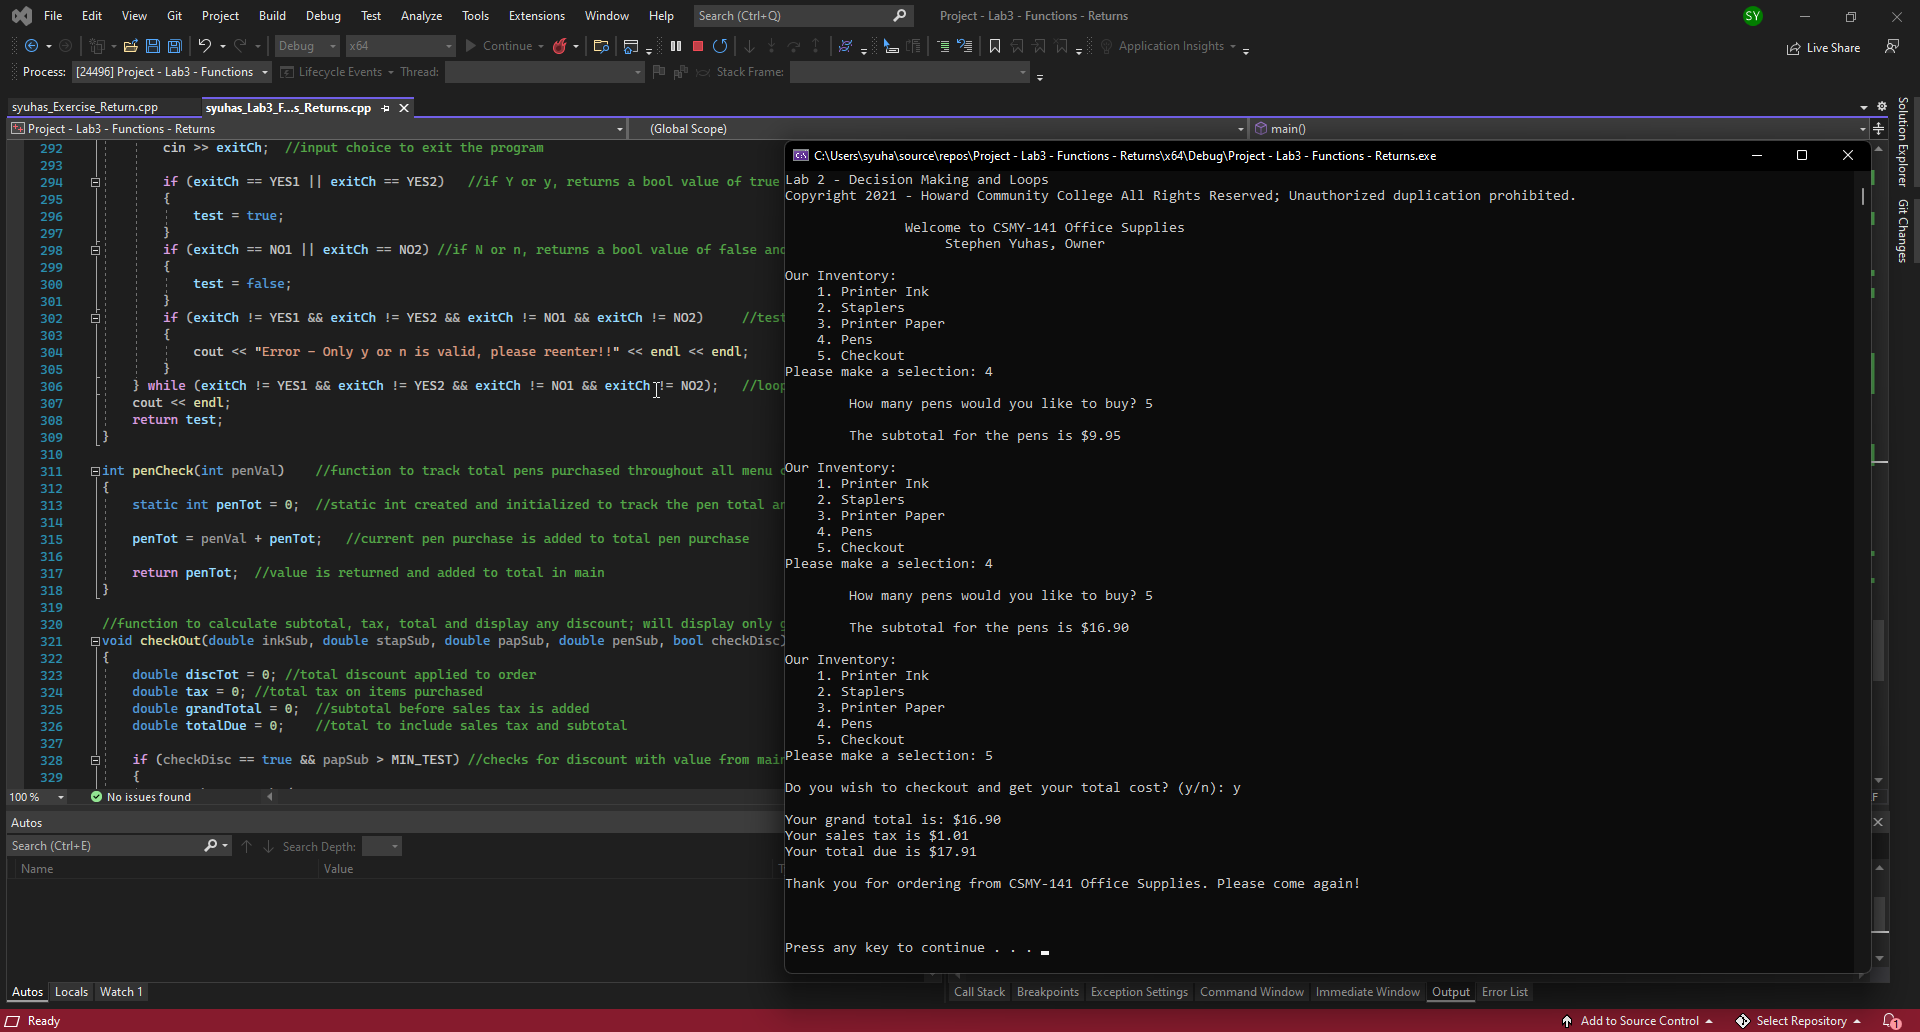 File Edit View Git Project Build Debug Test Analyze Tools Extensions Window Help Search (Ctrl+Q) Project - Lab3 - Functions - Returns SY
Debug x64 Continue Application Insights Live Share
Process: [24496] Project - Lab3 - Functions Lifecycle Events Thread: Stack Frame:
syuhas_Exercise_Return.cpp syuhas_Lab3_F...s_Returns.cpp
Project - Lab3 - Functions - Returns (Global Scope) main()
292 cin >> exitCh; //input choice to exit the program
293
294 if (exitCh == YES1 || exitCh == YES2) //if Y or y, returns a bool value of true
295 {
296 test = true;
297 }
298 if (exitCh == NO1 || exitCh == NO2) //if N or n, returns a bool value of false and
299 {
300 test = false;
301 }
302 if (exitCh != YES1 && exitCh != YES2 && exitCh != NO1 && exitCh != NO2) //test
303 {
304 cout << "Error - Only y or n is valid, please reenter!!" << endl << endl;
305 }
306 } while (exitCh != YES1 && exitCh != YES2 && exitCh != NO1 && exitCh != NO2); //loop
307 cout << endl;
308 return test;
309 }
310
311 int penCheck(int penVal) //function to track total pens purchased throughout all menu
312 {
313 static int penTot = 0; //static int created and initialized to track the pen total
314
315 penTot = penVal + penTot; //current pen purchase is added to total pen purchase
316
317 return penTot; //value is returned and added to total in main
318 }
319
320 //function to calculate subtotal, tax, total and display any discount; will display only
321 void checkOut(double inkSub, double stapSub, double papSub, double penSub, bool checkDisc)
322 {
323 double discTot = 0; //total discount applied to order
324 double tax = 0; //total tax on items purchased
325 double grandTotal = 0; //subtotal before sales tax is added
326 double totalDue = 0; //total to include sales tax and subtotal
327
328 if (checkDisc == true && papSub > MIN_TEST) //checks for discount with value from main
329 {
100 % No issues found
Autos
Search (Ctrl+E) Search Depth:
Name Value T
Autos Locals Watch 1
C:\Users\syuha\source\repos\Project - Lab3 - Functions - Returns\x64\Debug\Project - Lab3 - Functions - Returns.exe
Lab 2 - Decision Making and Loops
Copyright 2021 - Howard Community College All Rights Reserved; Unauthorized duplication prohibited.
Welcome to CSMY-141 Office Supplies
Stephen Yuhas, Owner
Our Inventory:
1. Printer Ink
2. Staplers
3. Printer Paper
4. Pens
5. Checkout
Please make a selection: 4
How many pens would you like to buy? 5
The subtotal for the pens is $9.95
Our Inventory:
1. Printer Ink
2. Staplers
3. Printer Paper
4. Pens
5. Checkout
Please make a selection: 4
How many pens would you like to buy? 5
The subtotal for the pens is $16.90
Our Inventory:
1. Printer Ink
2. Staplers
3. Printer Paper
4. Pens
5. Checkout
Please make a selection: 5
Do you wish to checkout and get your total cost? (y/n): y
Your grand total is: $16.90
Your sales tax is $1.01
Your total due is $17.91
Thank you for ordering from CSMY-141 Office Supplies. Please come again!
Press any key to continue . . .
Solution Explorer
Git Changes
Call Stack Breakpoints Exception Settings Command Window Immediate Window Output Error List
Ready Add to Source Control Select Repository 1